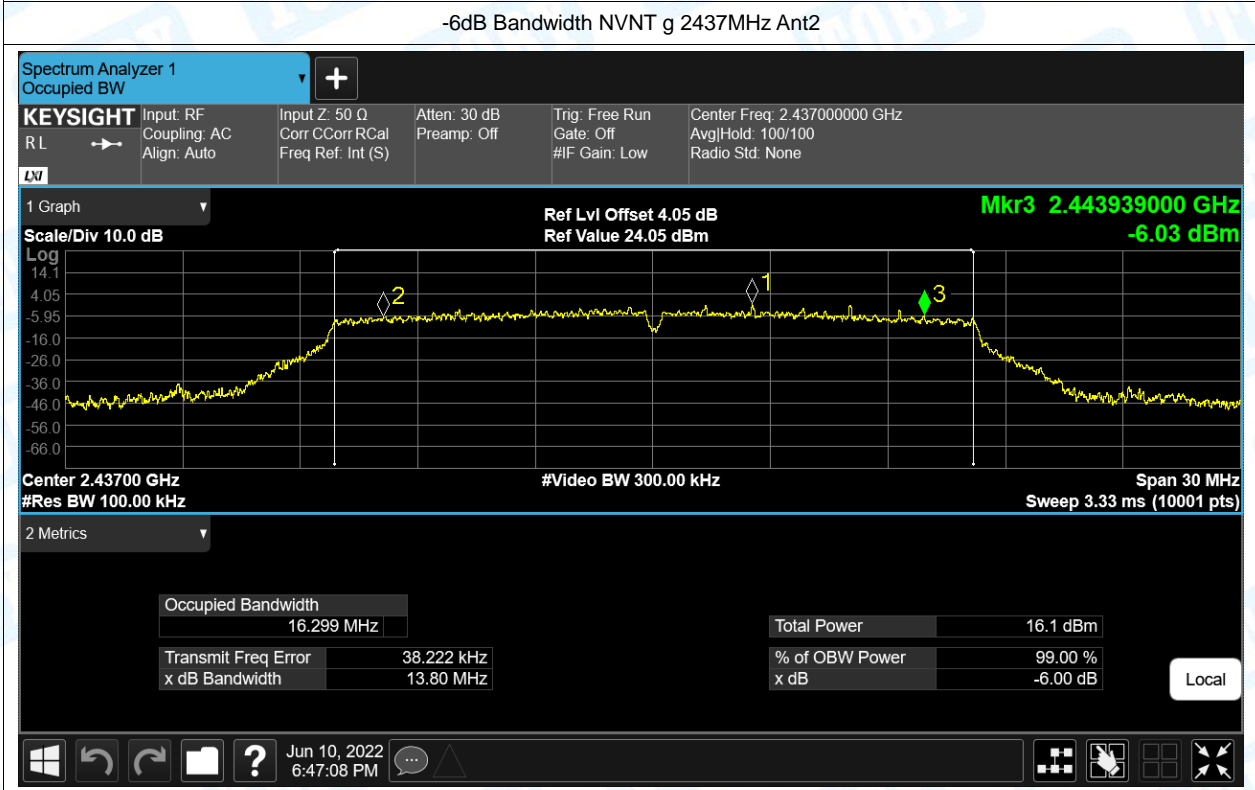 -6dB Bandwidth NVNT g 2437MHz Ant2
Spectrum Analyzer 1
Occupied BW
KEYSIGHT
R L
LXI
Input: RF
Coupling: AC
Align: Auto
Input Z: 50 Ω
Corr CCorr RCal
Freq Ref: Int (S)
Atten: 30 dB
Preamp: Off
Trig: Free Run
Gate: Off
#IF Gain: Low
Center Freq: 2.437000000 GHz
Avg|Hold: 100/100
Radio Std: None
1 Graph
Scale/Div 10.0 dB
Ref Lvl Offset 4.05 dB
Ref Value 24.05 dBm
Mkr3 2.443939000 GHz
-6.03 dBm
Log
14.1
4.05
-5.95
-16.0
-26.0
-36.0
-46.0
-56.0
-66.0
2
1
3
Center 2.43700 GHz
#Res BW 100.00 kHz
#Video BW 300.00 kHz
Span 30 MHz
Sweep 3.33 ms (10001 pts)
2 Metrics
Occupied Bandwidth
16.299 MHz
Transmit Freq Error 38.222 kHz
x dB Bandwidth 13.80 MHz
Total Power 16.1 dBm
% of OBW Power 99.00 %
x dB -6.00 dB
Local
?
Jun 10, 2022
6:47:08 PM